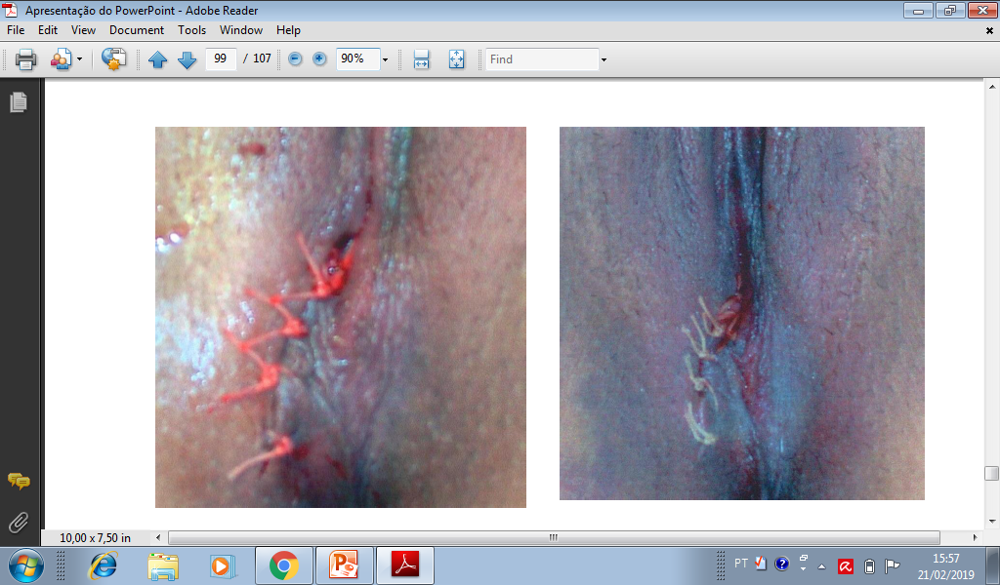 Apresentação do PowerPoint - Adobe Reader
File Edit View Document Tools Window Help
99 / 107 90% Find
10,00 x 7,50 in
PT 15:57
21/02/2019